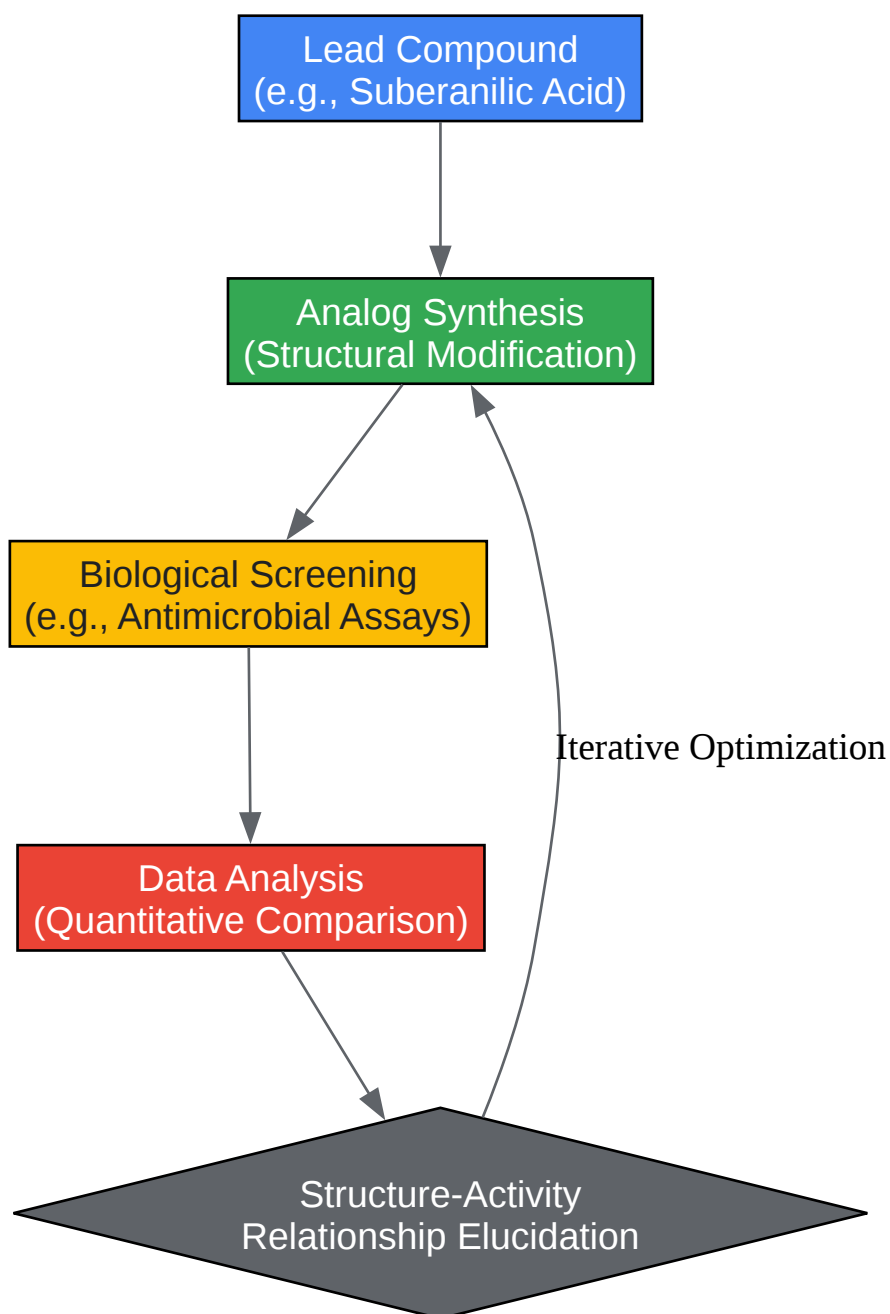 Lead Compound
(e.g., Suberanilic Acid)
Analog Synthesis
(Structural Modification)
Biological Screening
(e.g., Antimicrobial Assays)
Iterative Optimization
Data Analysis
(Quantitative Comparison)
Structure-Activity
Relationship Elucidation